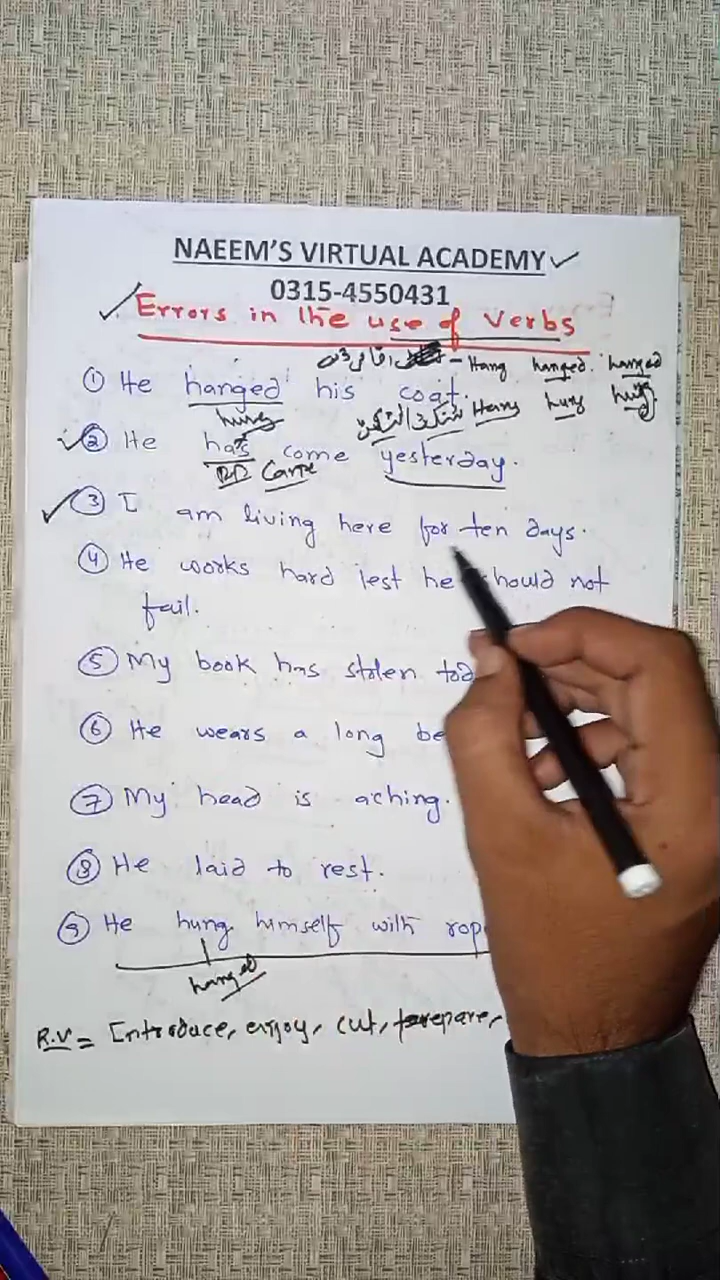 NAEEM'S VIRTUAL ACADEMY
0315-4550431
Errors in the use of Verbs
Hang hanged. hanged
① He hanged his coat.
hung
Hang hung hung
② He has come yesterday.
Came
③ I am living here for ten days.
④ He works hard lest he should not
fail.
⑤ My book has stolen
⑥ He wears a long
⑦ My head is aching.
⑧ He laid to rest.
⑨ He hung himself with
hanged
R.V = Introduce, enjoy, cut, prepare,